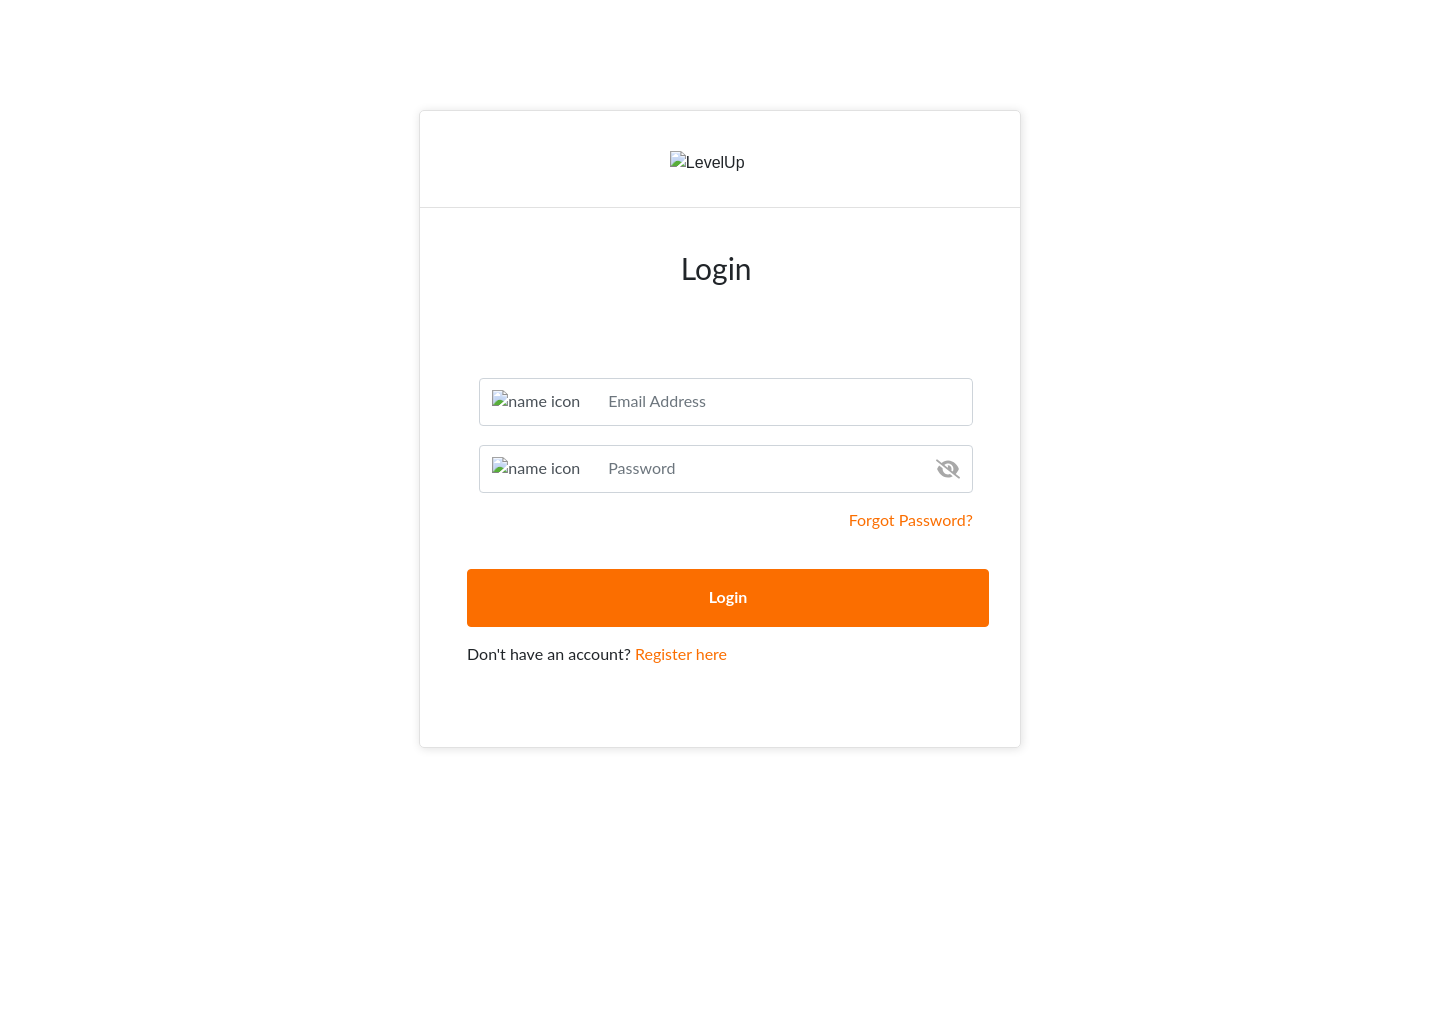 LevelUp
Login
name icon Email Address
name icon Password
Forgot Password?
Login
Don't have an account? Register here